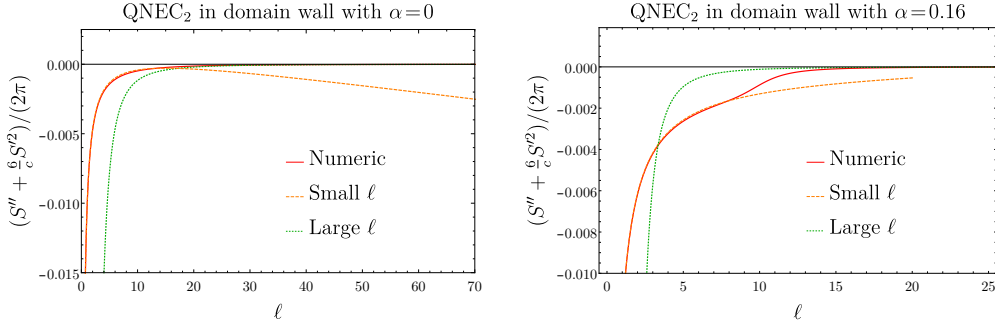 QNEC₂ in domain wall with α=0
(S″ + 6/c S′²)/(2π)
0.000
−0.005
−0.010
−0.015
Numeric
Small ℓ
Large ℓ
0 10 20 30 40 50 60 70
ℓ
QNEC₂ in domain wall with α=0.16
(S″ + 6/c S′²)/(2π)
0.000
−0.002
−0.004
−0.006
−0.008
−0.010
Numeric
Small ℓ
Large ℓ
0 5 10 15 20 25
ℓ